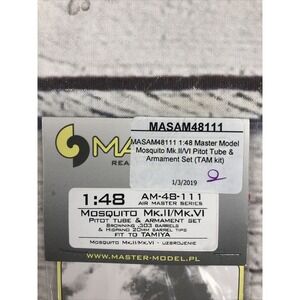 MASAM48111
MASAM48111 1:48 Master Model
Mosquito Mk.II/VI Pitot Tube &
Armament Set (TAM kit)
1/3/2019
2
MA
REA
1:48
AM-48-111
AIR MASTER SERIES
Mosquito Mk.II/Mk.VI
Pitot Tube & Armament Set
Browning .303 barrels
& Hispano 20mm barrel tips
fit to TAMIYA
Mosquito Mk.II/Mk.VI - uzbrojenie
WWW.MASTER-MODEL.PL